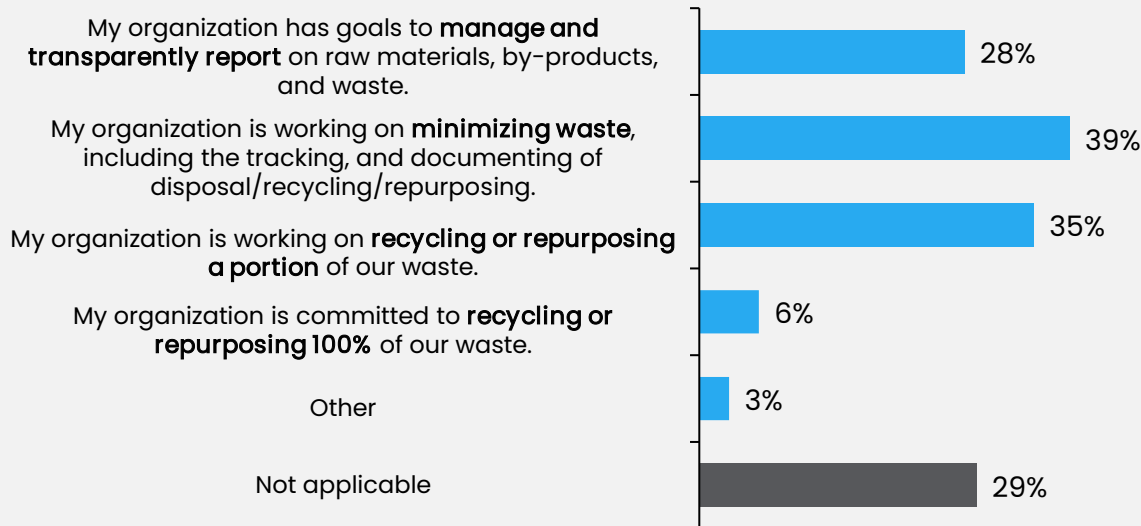 My organization has goals to manage and
transparently report on raw materials, by-products,
and waste.
28%
My organization is working on minimizing waste,
including the tracking, and documenting of
disposal/recycling/repurposing.
39%
My organization is working on recycling or repurposing
a portion of our waste.
35%
My organization is committed to recycling or
repurposing 100% of our waste.
6%
Other
3%
Not applicable
29%